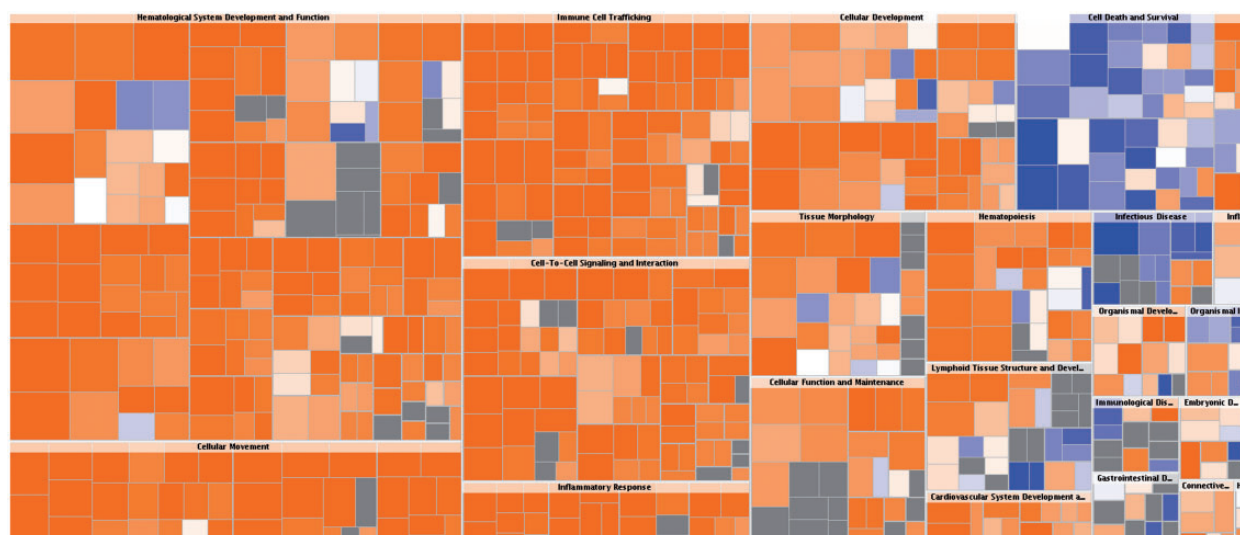 Hematological System Development and Function
Immune Cell Trafficking
Cellular Development
Cell Death and Survival
Tissue Morphology
Hematopoiesis
Infectious Disease
Infl
Cell-To-Cell Signaling and Interaction
Organismal Develo...
Organismal I
Lymphoid Tissue Structure and Devel...
Cellular Function and Maintenance
Immunological Dis...
Embryonic D...
Cellular Movement
Gastrointestinal D...
Inflammatory Response
Connective...
Cardiovascular System Development a...